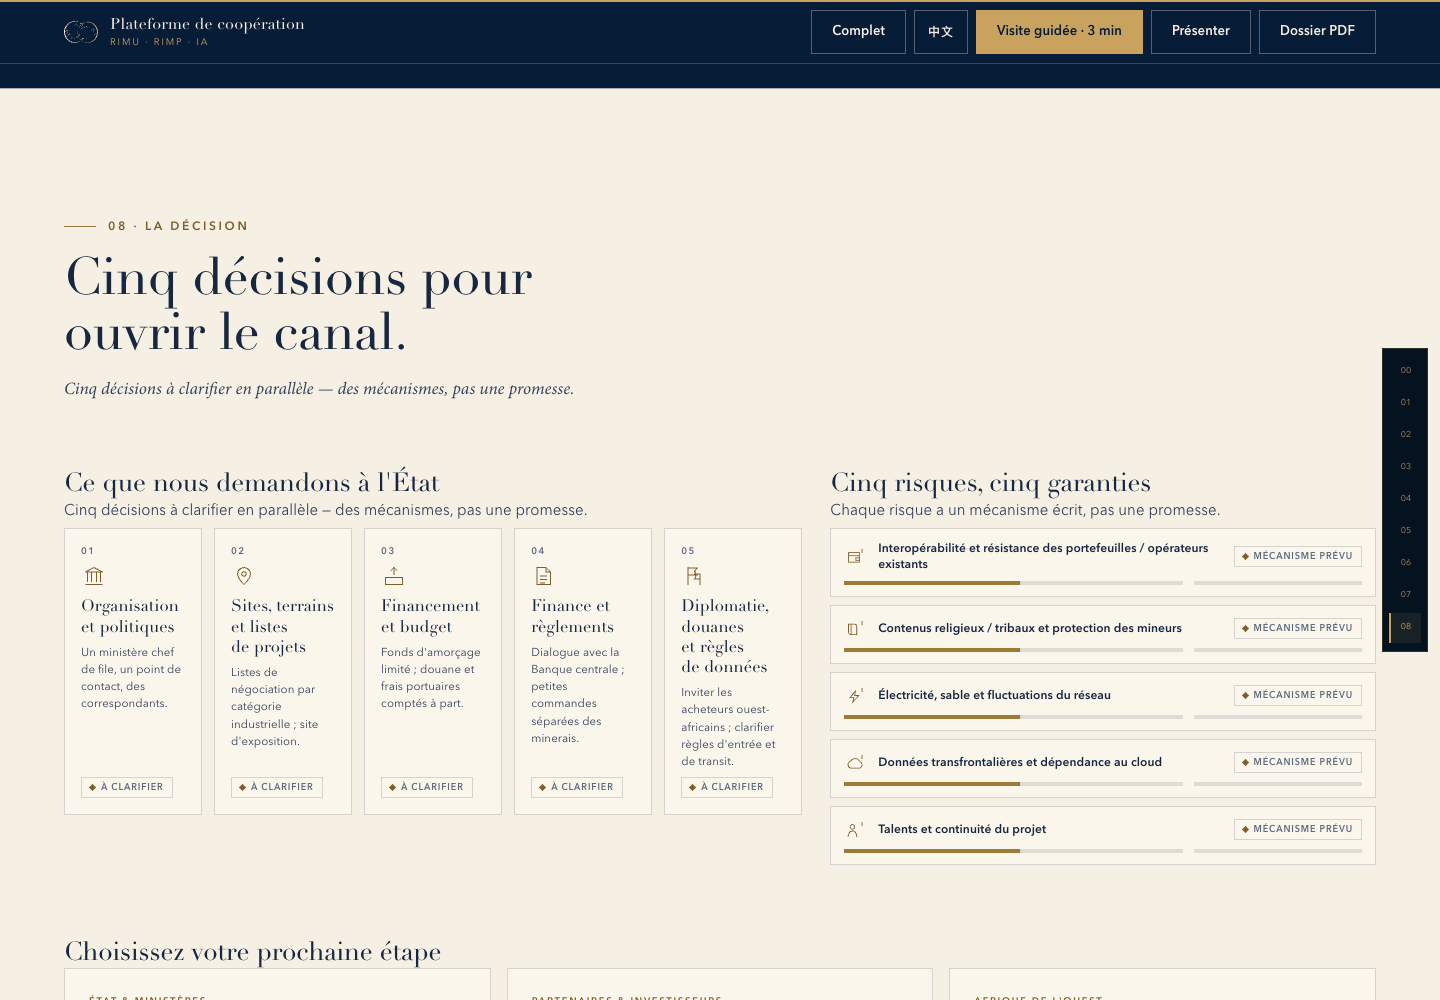 Plateforme de coopération
RIMU · RIMP · IA
Complet
中文
Visite guidée · 3 min
Présenter
Dossier PDF
08 · LA DÉCISION
Cinq décisions pour
ouvrir le canal.
Cinq décisions à clarifier en parallèle — des mécanismes, pas une promesse.
Ce que nous demandons à l'État
Cinq décisions à clarifier en parallèle — des mécanismes, pas une promesse.
01
Organisation
et politiques
Un ministère chef
de file, un point de
contact, des
correspondants.
◆ À CLARIFIER
02
Sites, terrains
et listes
de projets
Listes de
négociation par
catégorie
industrielle ; site
d'exposition.
◆ À CLARIFIER
03
Financement
et budget
Fonds d'amorçage
limité ; douane et
frais portuaires
comptés à part.
◆ À CLARIFIER
04
Finance et
règlements
Dialogue avec la
Banque centrale ;
petites
commandes
séparées des
minerais.
◆ À CLARIFIER
05
Diplomatie,
douanes
et règles
de données
Inviter les
acheteurs ouest-
africains ; clarifier
règles d'entrée et
de transit.
◆ À CLARIFIER
Cinq risques, cinq garanties
Chaque risque a un mécanisme écrit, pas une promesse.
Interopérabilité et résistance des portefeuilles / opérateurs
existants
◆ MÉCANISME PRÉVU
Contenus religieux / tribaux et protection des mineurs
◆ MÉCANISME PRÉVU
Électricité, sable et fluctuations du réseau
◆ MÉCANISME PRÉVU
Données transfrontalières et dépendance au cloud
◆ MÉCANISME PRÉVU
Talents et continuité du projet
◆ MÉCANISME PRÉVU
00
01
02
03
04
05
06
07
08
Choisissez votre prochaine étape
ÉTAT & MINISTÈRES
PARTENAIRES & INVESTISSEURS
AFRIQUE DE L'OUEST